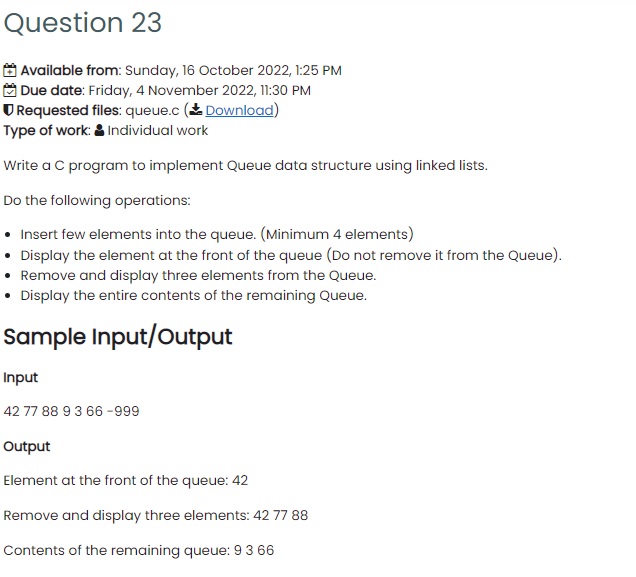 Question 23
Available from: Sunday, 16 October 2022, 1:25 PM
Due date: Friday, 4 November 2022, 11:30 PM
Requested files: queue.c (Download)
Type of work: Individual work
Write a C program to implement Queue data structure using linked lists.
Do the following operations:
• Insert few elements into the queue. (Minimum 4 elements)
• Display the element at the front of the queue (Do not remove it from the Queue).
• Remove and display three elements from the Queue.
• Display the entire contents of the remaining Queue.
Sample Input/Output
Input
42 77 88 9 3 66 -999
Output
Element at the front of the queue: 42
Remove and display three elements: 42 77 88
Contents of the remaining queue: 9 3 66